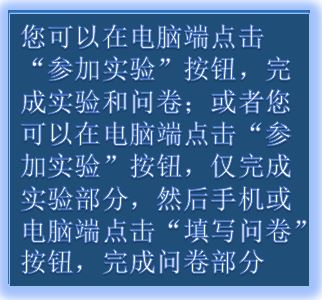 您可以在电脑端点击
“参加实验”按钮，完
成实验和问卷；或者您
可以在电脑端点击“参
加实验”按钮，仅完成
实验部分，然后手机或
电脑端点击“填写问卷”
按钮，完成问卷部分